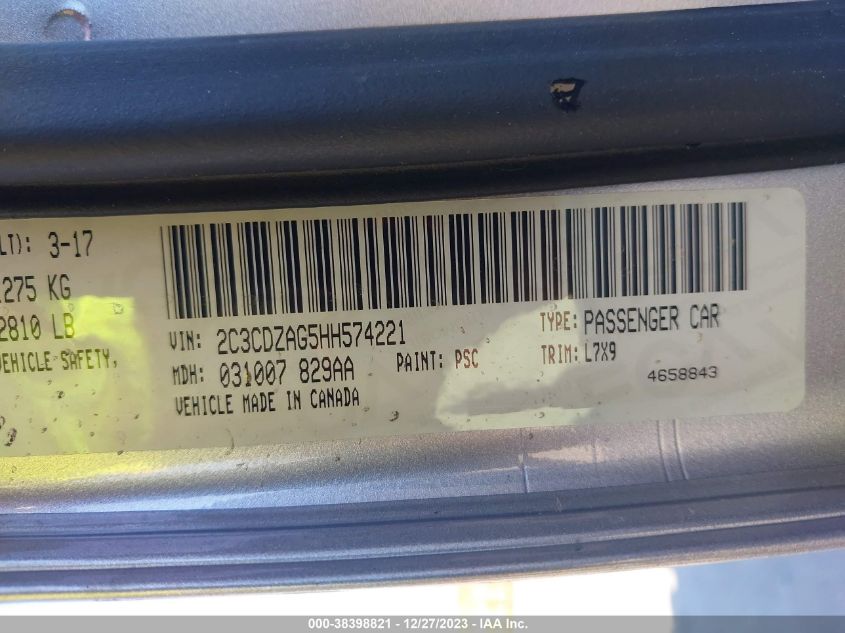 LT): 3-17
1275 KG
2810 LB
VEHICLE SAFETY,
VIN: 2C3CDZAG5HH574221
TYPE: PASSENGER CAR
MDH: 031007 829AA
PAINT: PSC
TRIM: L7X9
VEHICLE MADE IN CANADA
4658843
000-38398821 - 12/27/2023 - IAA Inc.